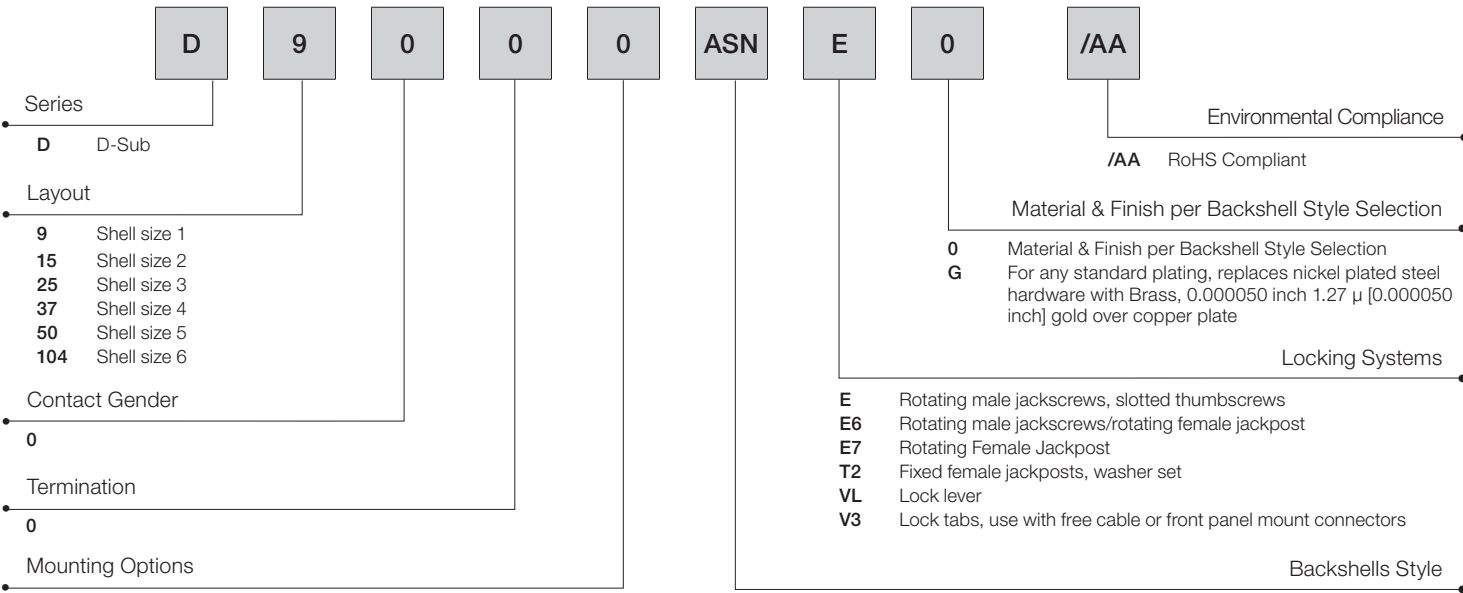 D 9 0 0 0 ASN E 0 /AA
Series
D D-Sub
Layout
9 Shell size 1
15 Shell size 2
25 Shell size 3
37 Shell size 4
50 Shell size 5
104 Shell size 6
Contact Gender
0
Termination
0
Mounting Options
Environmental Compliance
/AA RoHS Compliant
Material & Finish per Backshell Style Selection
0 Material & Finish per Backshell Style Selection
G For any standard plating, replaces nickel plated steel
hardware with Brass, 0.000050 inch 1.27 µ [0.000050
inch] gold over copper plate
Locking Systems
E Rotating male jackscrews, slotted thumbscrews
E6 Rotating male jackscrews/rotating female jackpost
E7 Rotating Female Jackpost
T2 Fixed female jackposts, washer set
VL Lock lever
V3 Lock tabs, use with free cable or front panel mount connectors
Backshells Style